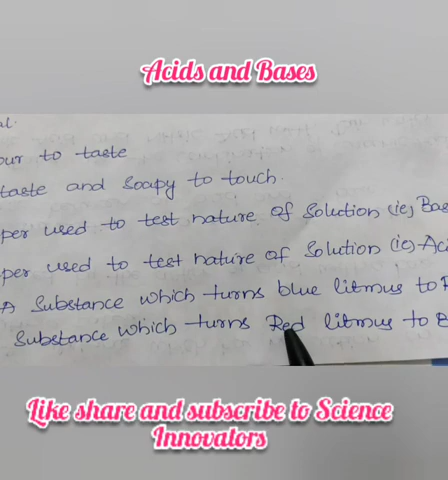 Acids and Bases
al.
our to taste
taste and soapy to touch.
per used to test nature of solution (ie) Bas
per used to test nature of solution (ie) Aci
A Substance which turns blue litmus to R
Substance which turns Red litmus to B
Like share and subscribe to Science
Innovators